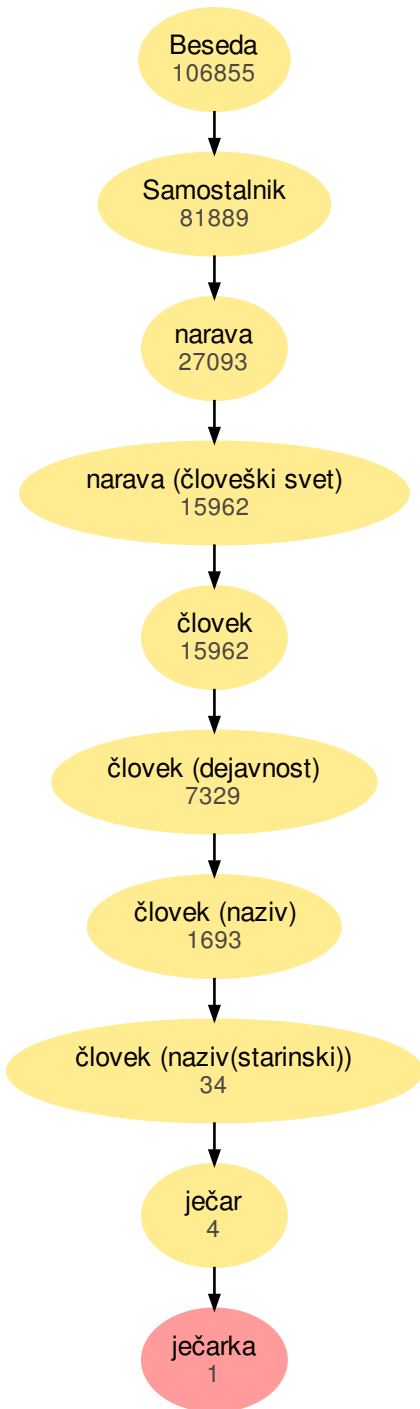 Beseda
106855
Samostalnik
81889
narava
27093
narava (človeški svet)
15962
človek
15962
človek (dejavnost)
7329
človek (naziv)
1693
človek (naziv(starinski))
34
ječar
4
ječarka
1